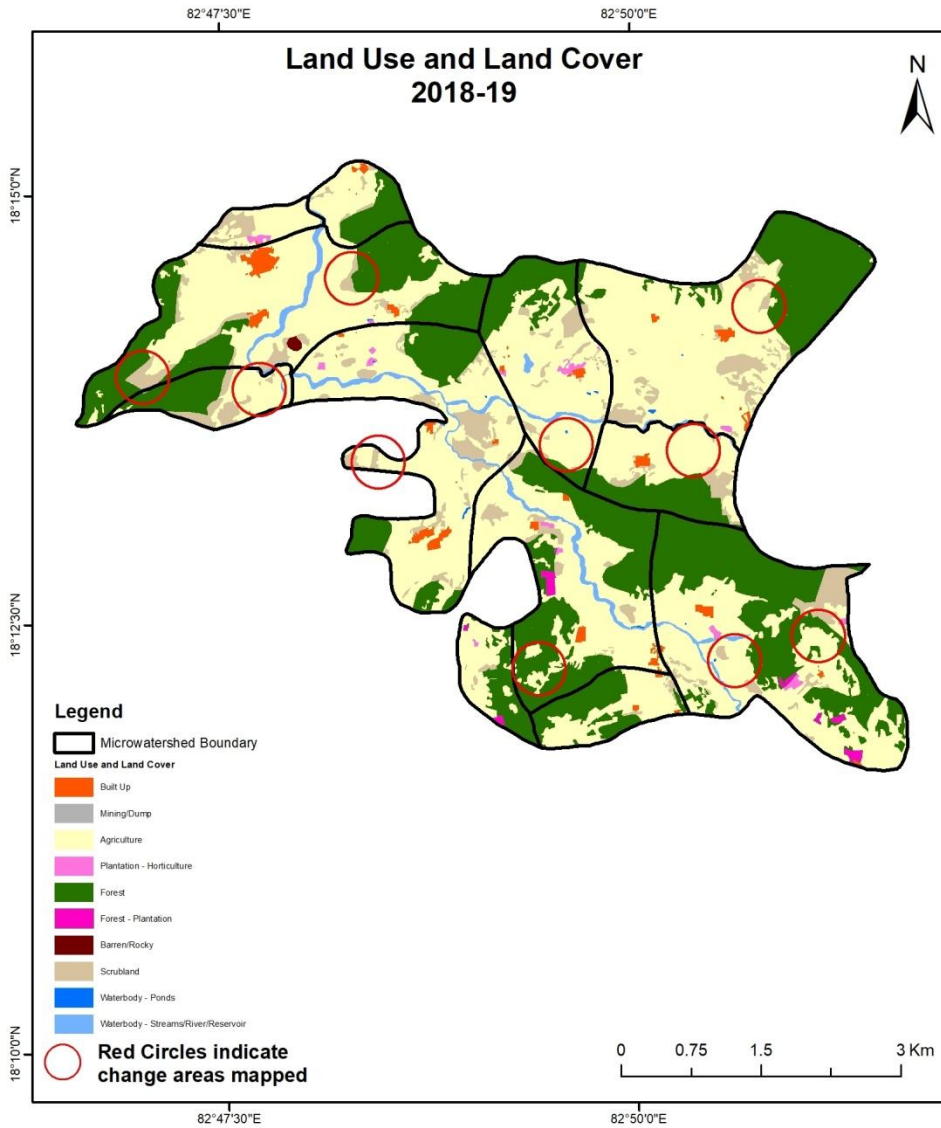 82°47'30"E
82°50'0"E
Land Use and Land Cover
2018-19
N
18°15'0"N
18°12'30"N
18°10'0"N
Legend
Microwatershed Boundary
Land Use and Land Cover
Built Up
Mining/Dump
Agriculture
Plantation - Horticulture
Forest
Forest - Plantation
Barren/Rocky
Scrubland
Waterbody - Ponds
Waterbody - Streams/River/Reservoir
Red Circles indicate
change areas mapped
0 0.75 1.5 3 Km
82°47'30"E
82°50'0"E